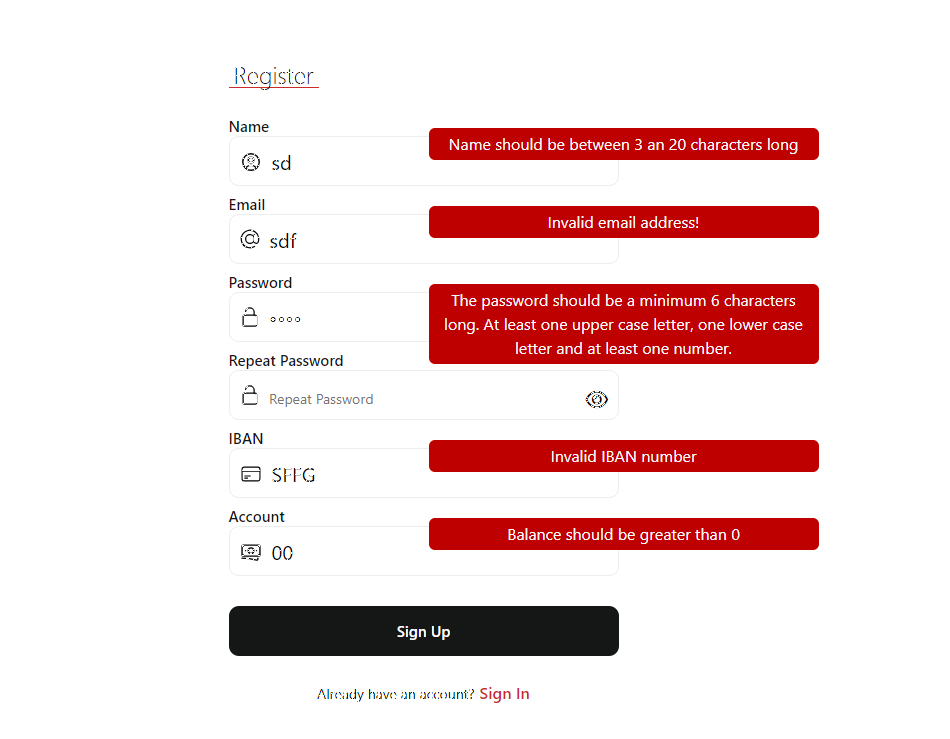 Register
Name
Name should be between 3 an 20 characters long
sd
Email
Invalid email address!
sdf
Password
The password should be a minimum 6 characters
long. At least one upper case letter, one lower case
letter and at least one number.
Repeat Password
Repeat Password
IBAN
Invalid IBAN number
SFFG
Account
Balance should be greater than 0
00
Sign Up
Already have an account? Sign In